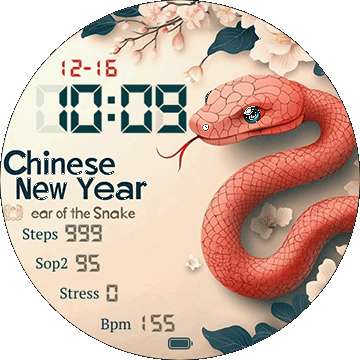 12-16
10:09
Chinese
New Year
ear of the Snake
Steps 999
Sop2 95
Stress 0
Bpm 155